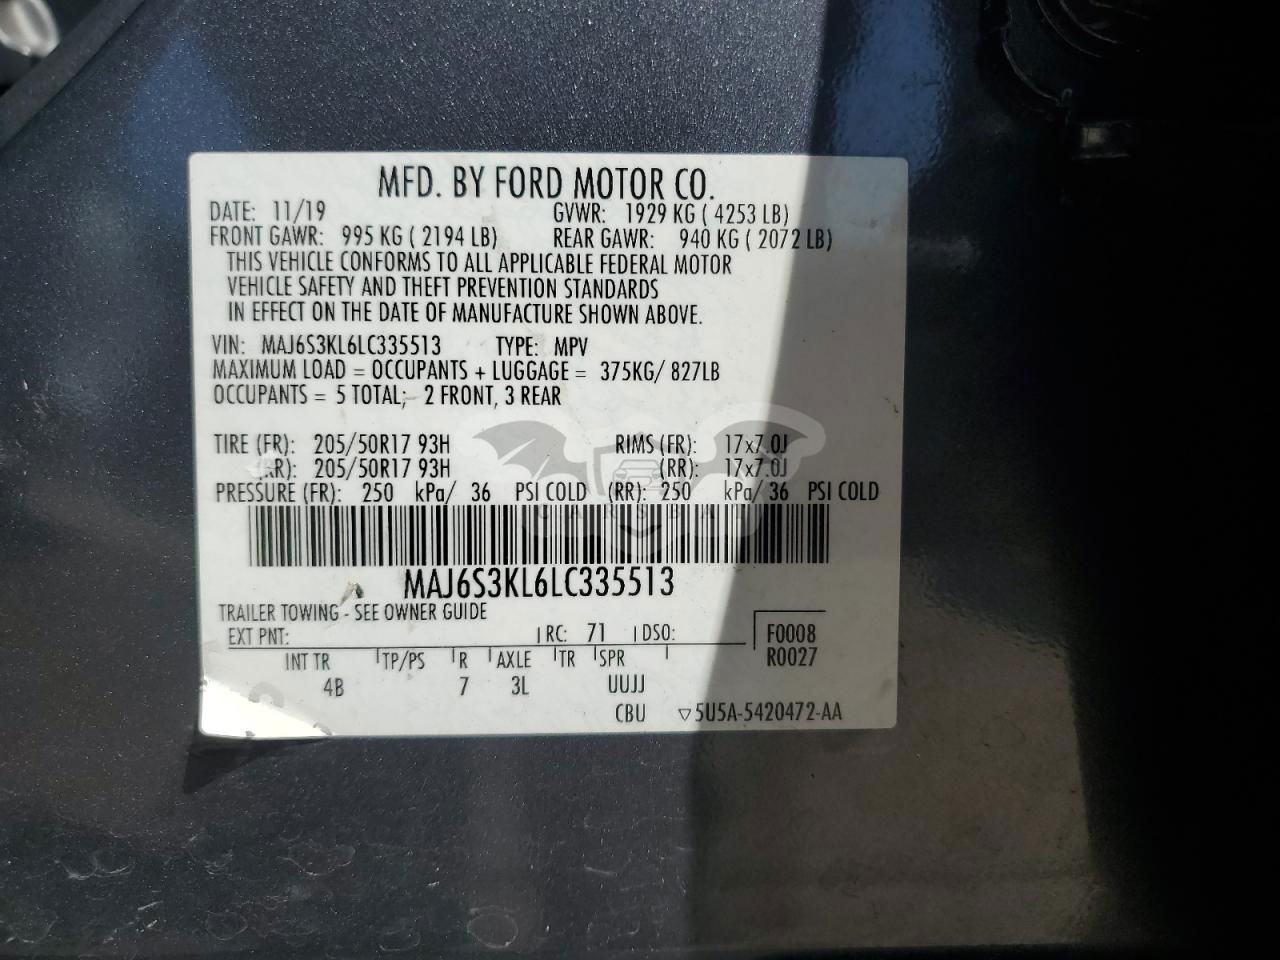 MFD. BY FORD MOTOR CO.
DATE: 11/19 GVWR: 1929 KG ( 4253 LB)
FRONT GAWR: 995 KG ( 2194 LB) REAR GAWR: 940 KG ( 2072 LB)
THIS VEHICLE CONFORMS TO ALL APPLICABLE FEDERAL MOTOR
VEHICLE SAFETY AND THEFT PREVENTION STANDARDS
IN EFFECT ON THE DATE OF MANUFACTURE SHOWN ABOVE.
VIN: MAJ6S3KL6LC335513 TYPE: MPV
MAXIMUM LOAD = OCCUPANTS + LUGGAGE = 375KG/ 827LB
OCCUPANTS = 5 TOTAL; 2 FRONT, 3 REAR
TIRE (FR): 205/50R17 93H RIMS (FR): 17x7.0J
(RR): 205/50R17 93H (RR): 17x7.0J
PRESSURE (FR): 250 kPa/ 36 PSI COLD (RR): 250 kPa/ 36 PSI COLD
CARSBAT
MAJ6S3KL6LC335513
TRAILER TOWING - SEE OWNER GUIDE
EXT PNT: RC: 71 DSO: F0008
INT TR TP/PS R AXLE TR SPR R0027
4B 7 3L UUJJ
CBU ▽5U5A-5420472-AA